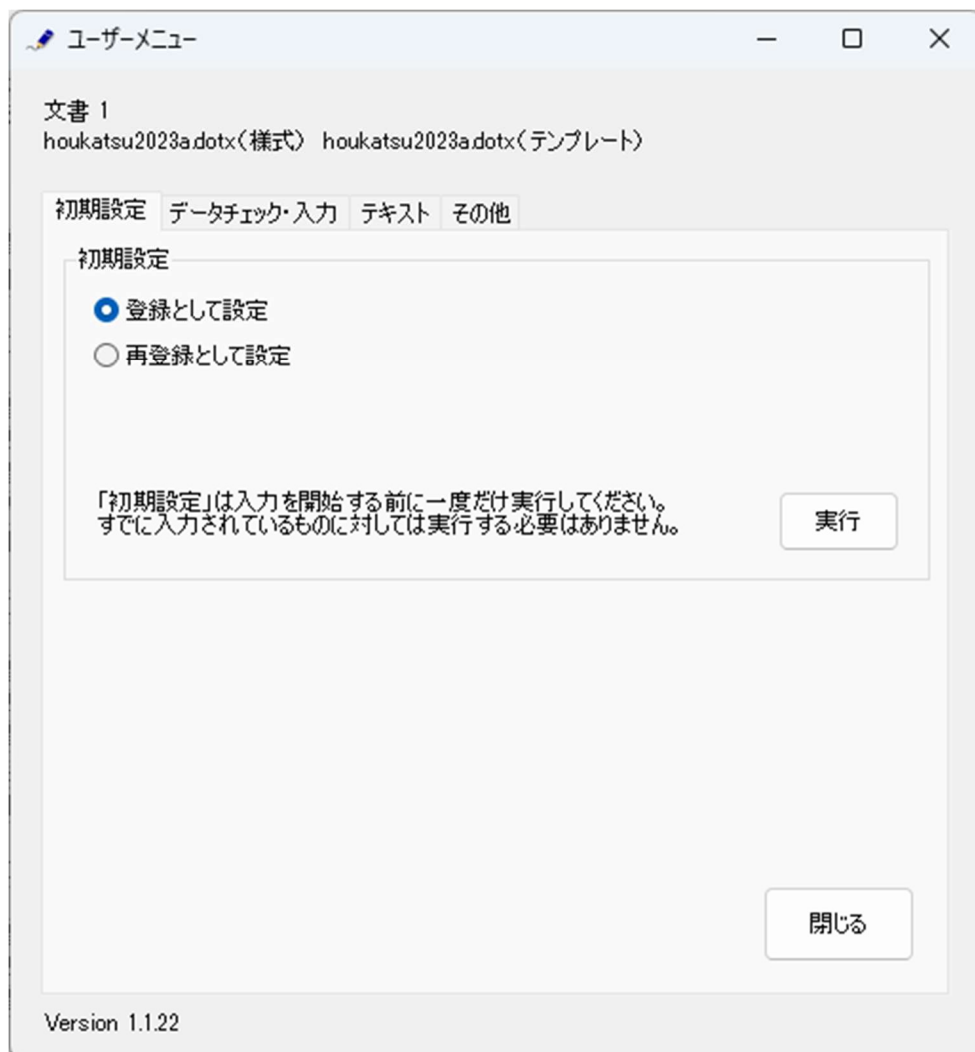 ユーザーメニュー
文書 1
houkatsu2023a.dotx(様式) houkatsu2023a.dotx(テンプレート)
初期設定 データチェック・入力 テキスト その他
初期設定
登録として設定
再登録として設定
「初期設定」は入力を開始する前に一度だけ実行してください。
すでに入力されているものに対しては実行する必要はありません。
実行
閉じる
Version 1.1.22